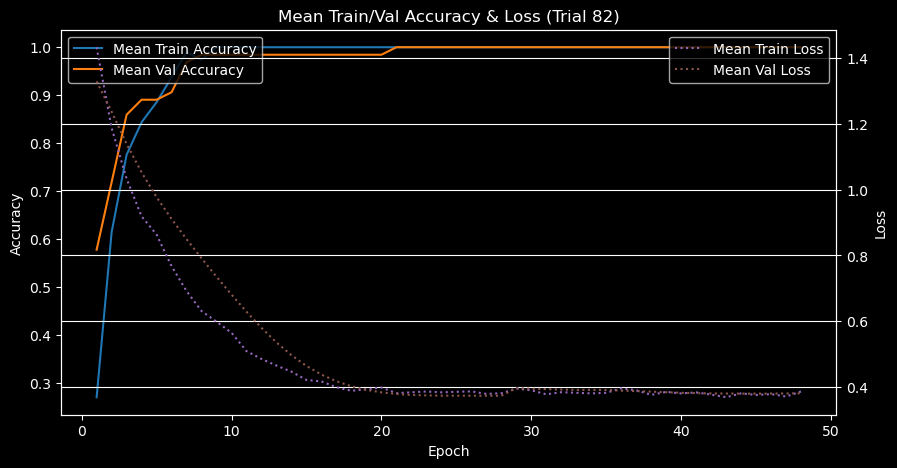 Mean Train/Val Accuracy & Loss (Trial 82)
Mean Train Accuracy
Mean Val Accuracy
Mean Train Loss
Mean Val Loss
1.0
0.9
0.8
0.7
0.6
0.5
0.4
0.3
Accuracy
1.4
1.2
1.0
0.8
0.6
0.4
Loss
0 10 20 30 40 50
Epoch